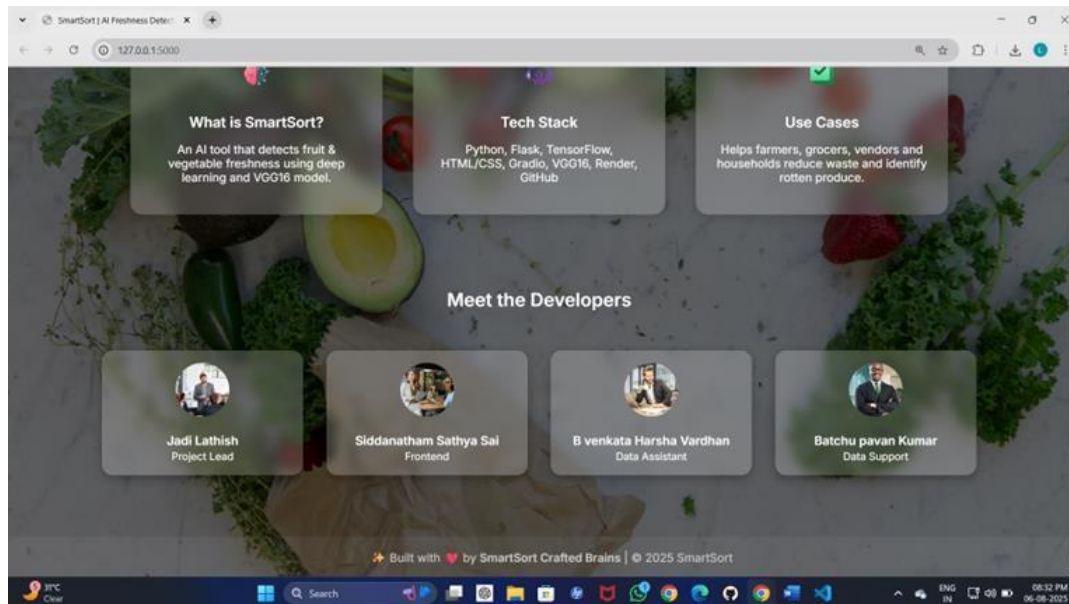 SmartSort | AI Freshness Detec
127.0.0.1:5000
What is SmartSort?
An AI tool that detects fruit &
vegetable freshness using deep
learning and VGG16 model.
Tech Stack
Python, Flask, TensorFlow,
HTML/CSS, Gradio, VGG16, Render,
GitHub
Use Cases
Helps farmers, grocers, vendors and
households reduce waste and identify
rotten produce.
Meet the Developers
Jadi Lathish
Project Lead
Siddanatham Sathya Sai
Frontend
B venkata Harsha Vardhan
Data Assistant
Batchu pavan Kumar
Data Support
✨ Built with ❤️ by SmartSort Crafted Brains | © 2025 SmartSort
31°C
Clear
Search
ENG
IN
08:32 PM
06-08-2025